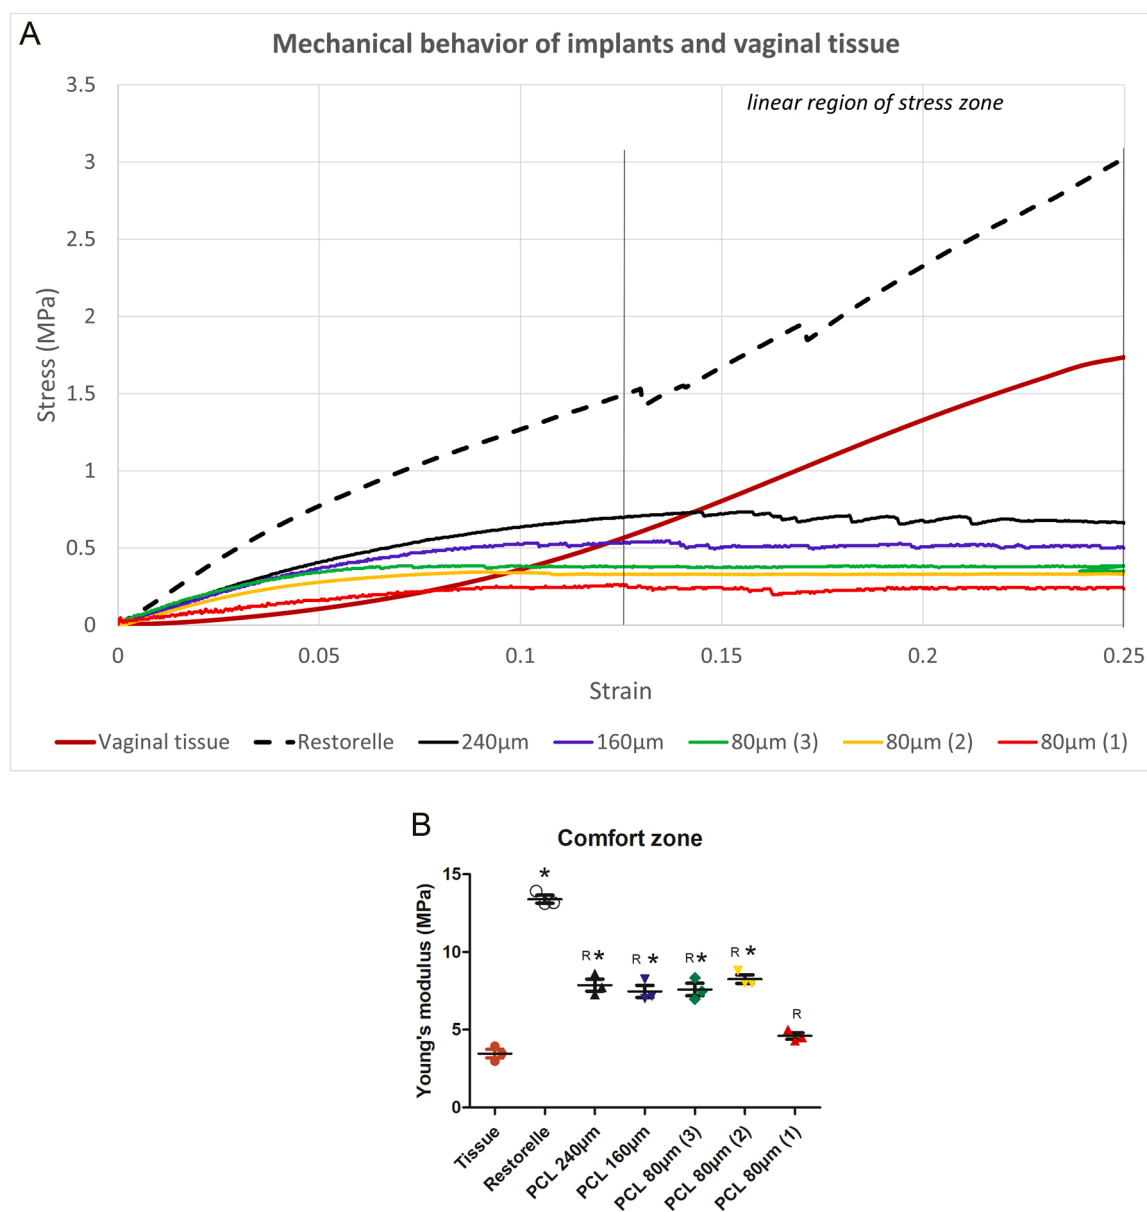 A
Mechanical behavior of implants and vaginal tissue
linear region of stress zone
3.5
3
2.5
2
1.5
1
0.5
0
Stress (MPa)
0 0.05 0.1 0.15 0.2 0.25
Strain
Vaginal tissue Restorelle 240µm 160µm 80µm (3) 80µm (2) 80µm (1)
B
Comfort zone
Young's modulus (MPa)
15
10
5
0
*
R * R * R * R * R
Tissue
Restorelle
PCL 240µm
PCL 160µm
PCL 80µm (3)
PCL 80µm (2)
PCL 80µm (1)